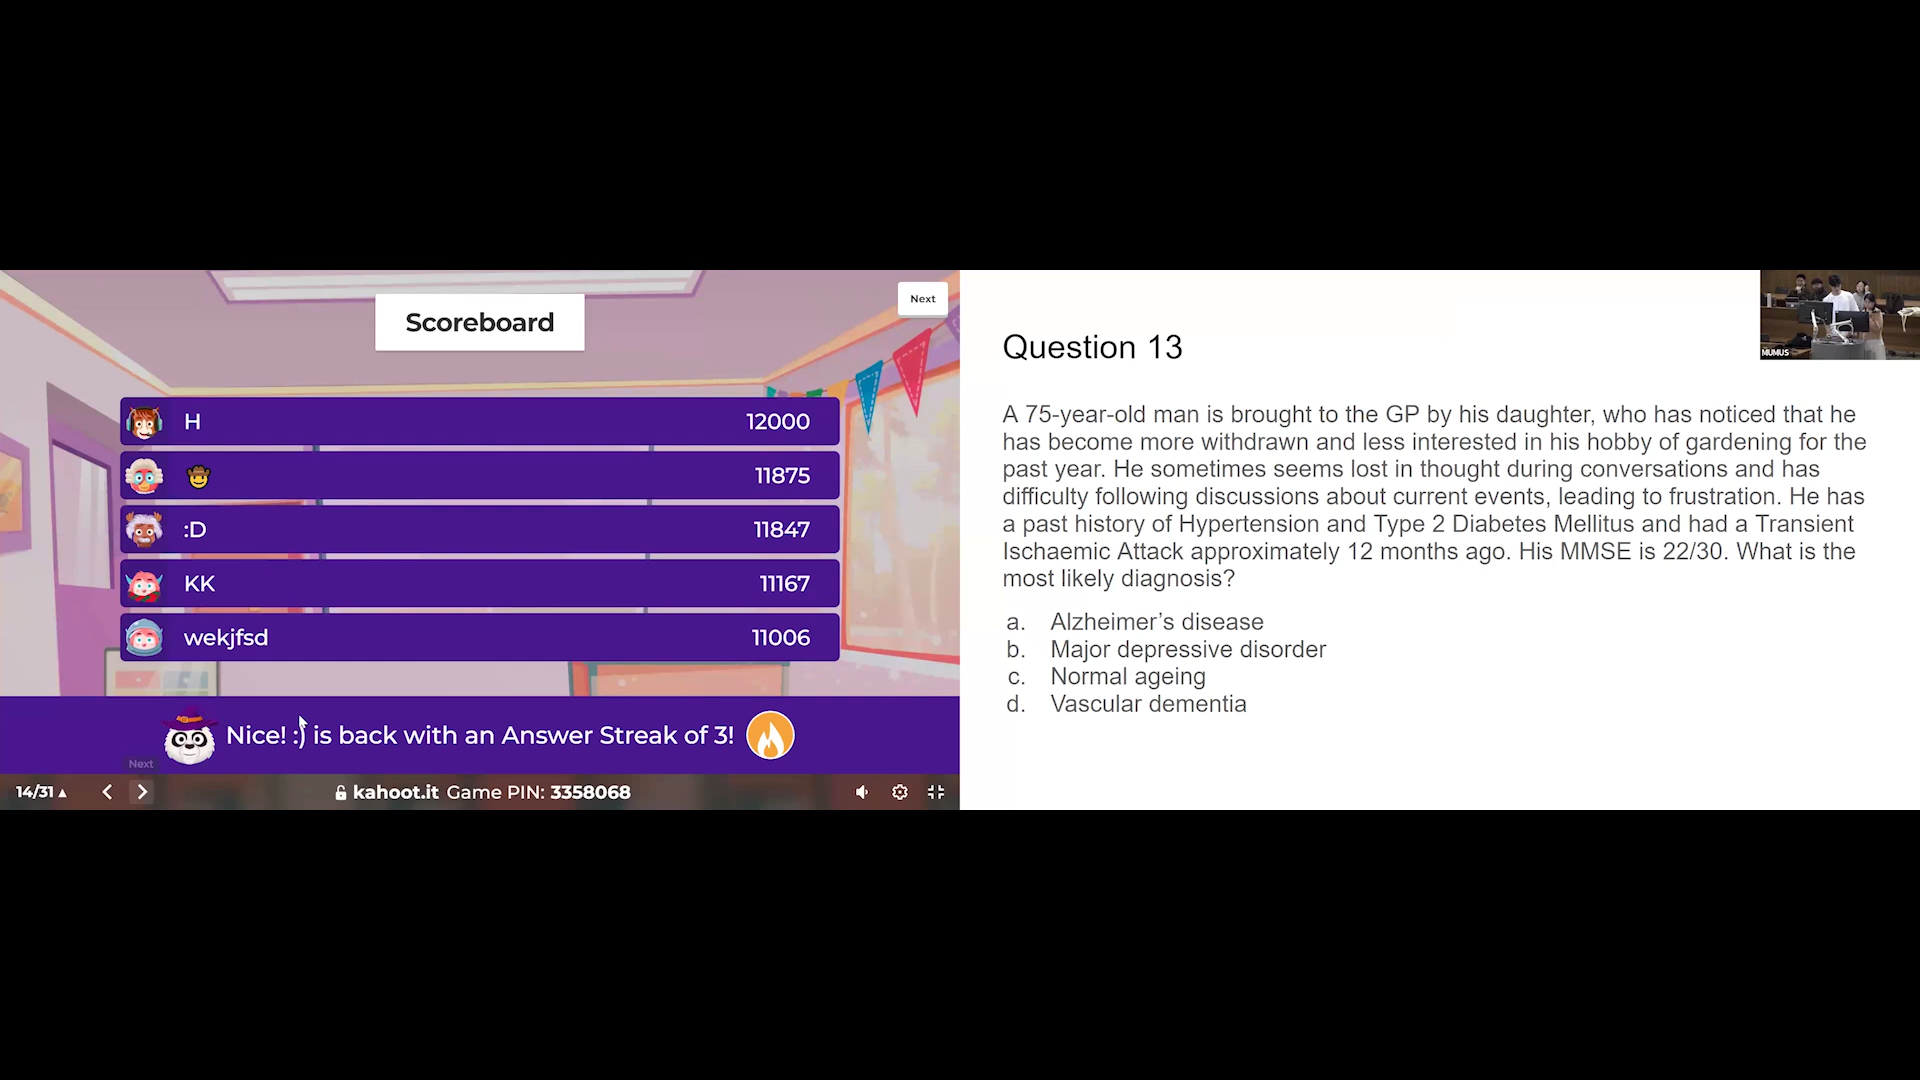 Scoreboard
Next
H 12000
🤠 11875
:D 11847
KK 11167
wekjfsd 11006
Nice! :) is back with an Answer Streak of 3!
Next
14/31 ▲
kahoot.it Game PIN: 3358068
Question 13
MUMUS
A 75-year-old man is brought to the GP by his daughter, who has noticed that he
has become more withdrawn and less interested in his hobby of gardening for the
past year. He sometimes seems lost in thought during conversations and has
difficulty following discussions about current events, leading to frustration. He has
a past history of Hypertension and Type 2 Diabetes Mellitus and had a Transient
Ischaemic Attack approximately 12 months ago. His MMSE is 22/30. What is the
most likely diagnosis?
a. Alzheimer’s disease
b. Major depressive disorder
c. Normal ageing
d. Vascular dementia